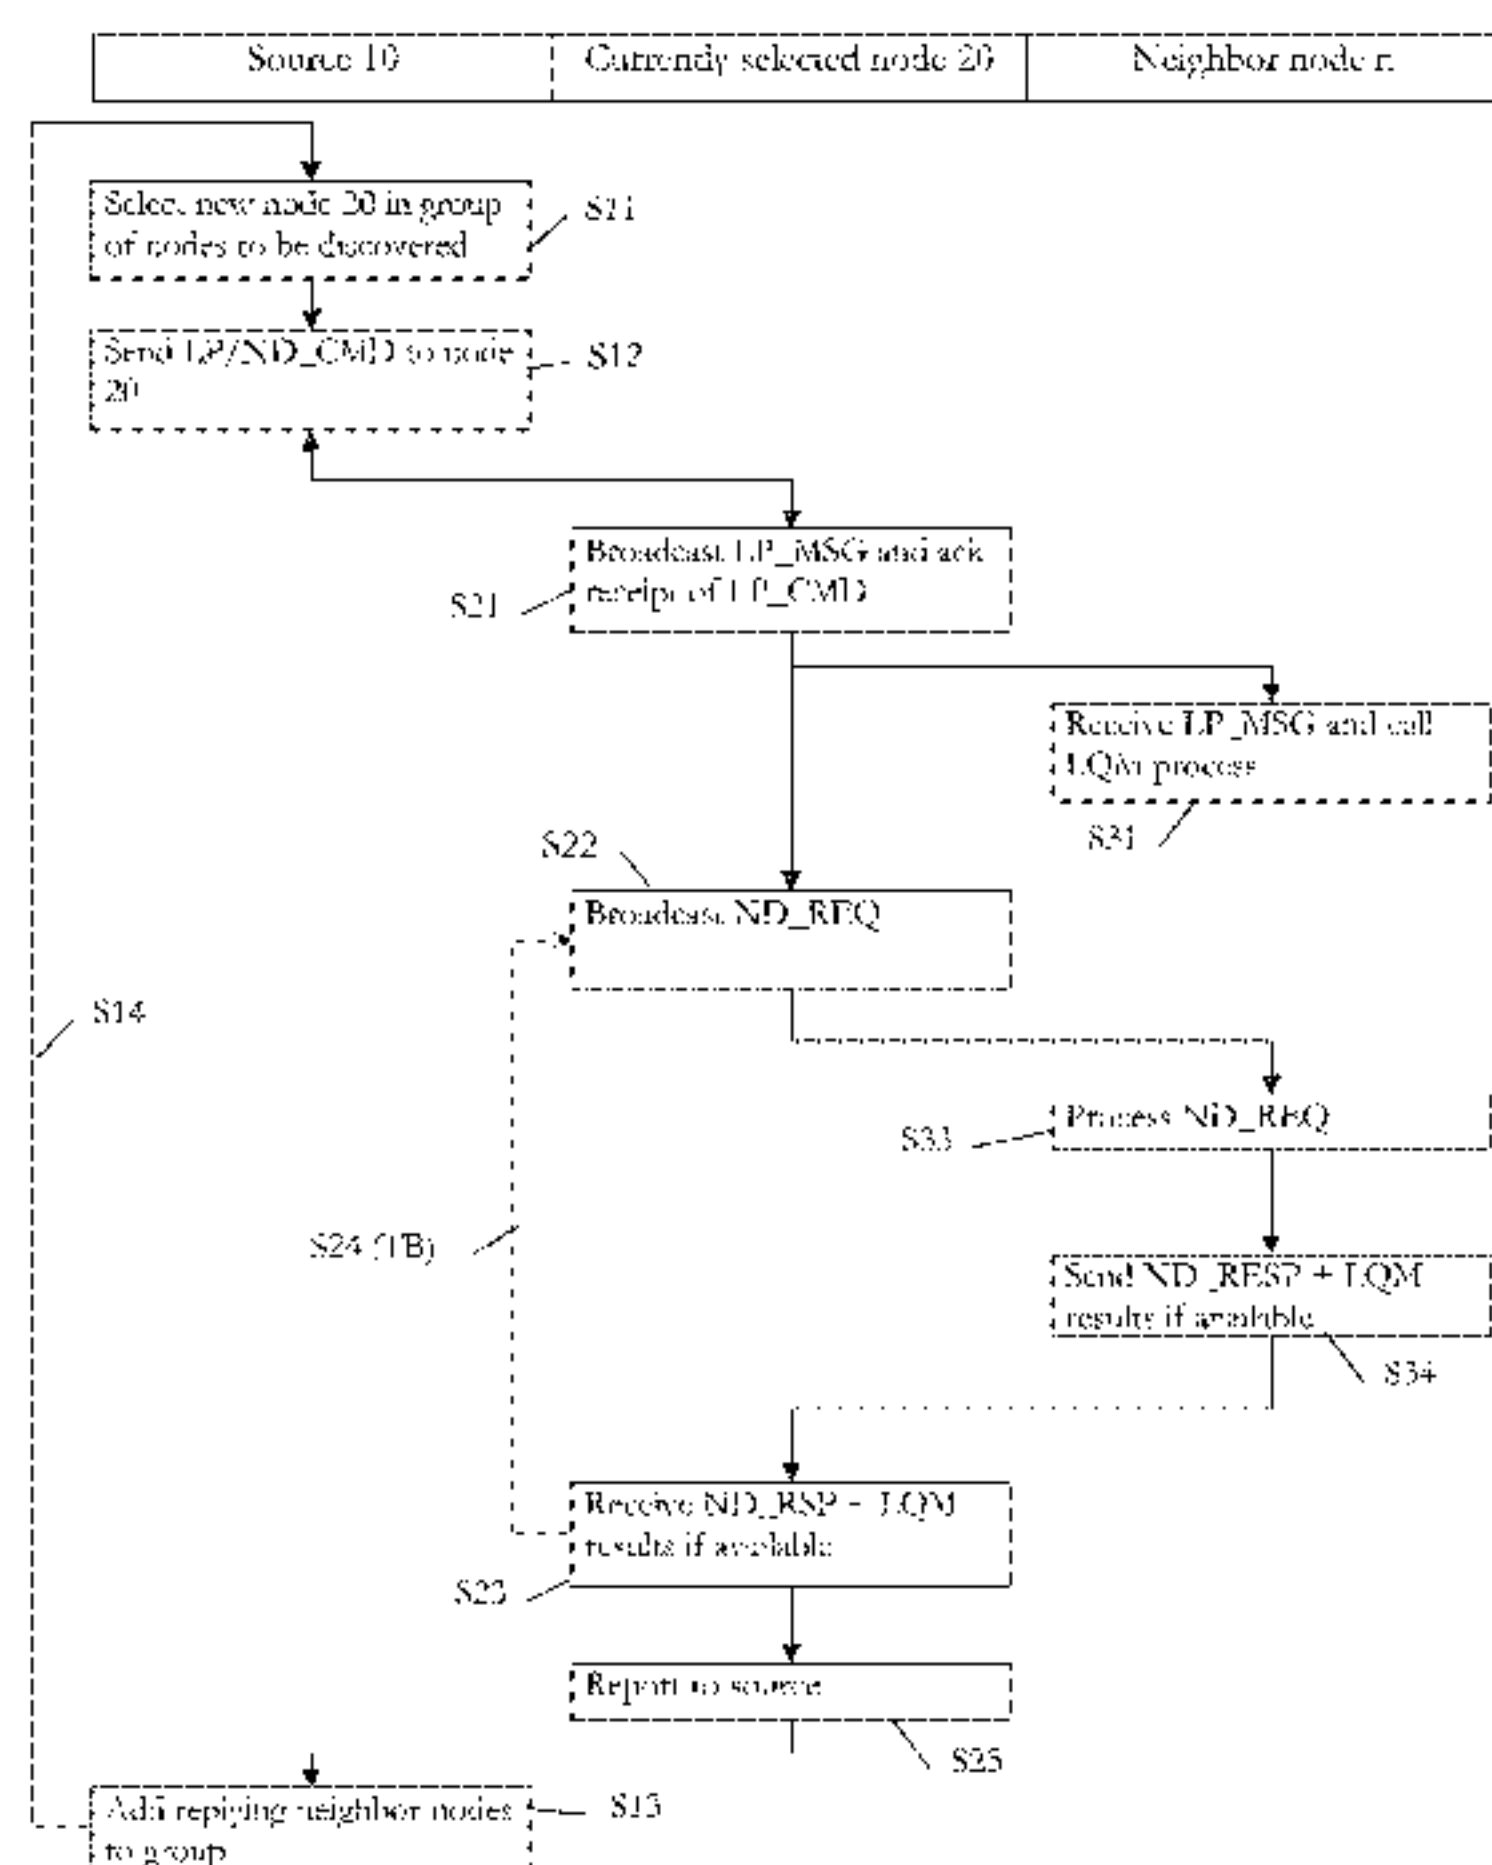 Source 10
Currently selected node 20
Neighbor node n
Select new node 20 in group
of nodes to be discovered
S11
Send LP/ND_CMD to node
20
S12
Broadcast LP_MSG and ack
receipt of LP_CMD
S21
Receive LP_MSG and call
LQM process
S31
S22
Broadcast ND_REQ
S14
Process ND_REQ
S33
S24 (TB)
Send ND_RESP + LQM
results if available
S34
Receive ND_RSP + LQM
results if available
S23
Report to source
S25
Add replying neighbor nodes
to group
S13